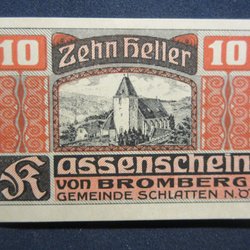 10 Zehn Heller 10
Kassenschein
VON BROMBERG
GEMEINDE SCHLATTEN N.Ö.